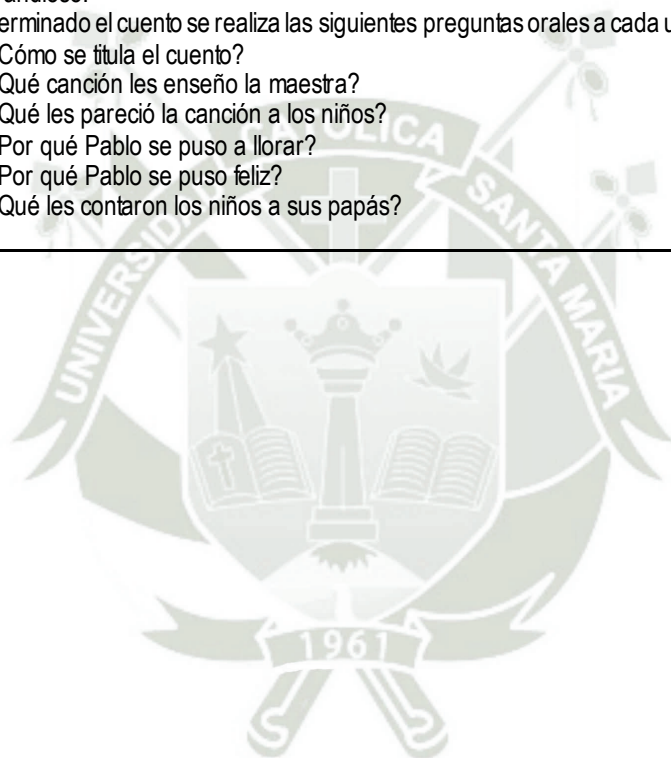 erminado el cuento se realiza las siguientes preguntas orales a cada u
Cómo se titula el cuento?
Qué canción les enseño la maestra?
Qué les pareció la canción a los niños?
Por qué Pablo se puso a llorar?
Por qué Pablo se puso feliz?
Qué les contaron los niños a sus papás?
UNIVERSIDAD CATOLICA SANTA MARIA
1961